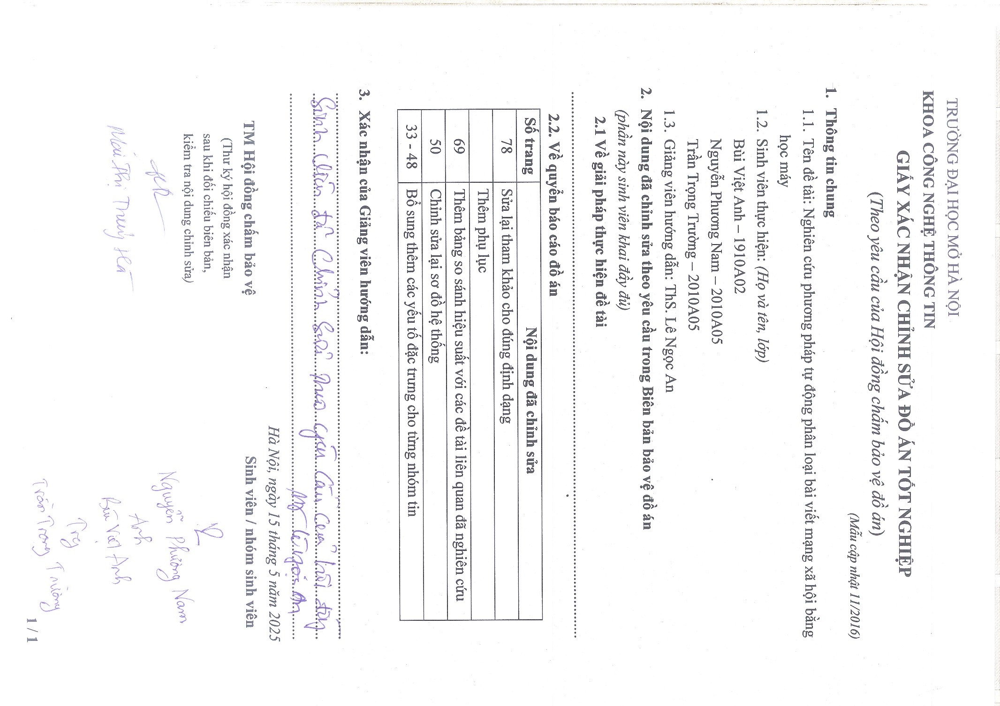 TRƯỜNG ĐẠI HỌC MỞ HÀ NỘI
KHOA CÔNG NGHỆ THÔNG TIN
GIẤY XÁC NHẬN CHỈNH SỬA ĐỒ ÁN TỐT NGHIỆP
(Theo yêu cầu của Hội đồng chấm bảo vệ đồ án)
(Mẫu cập nhật 11/2016)
1. Thông tin chung
1.1. Tên đề tài: Nghiên cứu phương pháp tự động phân loại bài viết mạng xã hội bằng
học máy
1.2. Sinh viên thực hiện: (Họ và tên, lớp)
Bùi Việt Anh – 1910A02
Nguyễn Phương Nam – 2010A05
Trần Trọng Trường – 2010A05
1.3. Giảng viên hướng dẫn: ThS. Lê Ngọc An
2. Nội dung đã chỉnh sửa theo yêu cầu trong Biên bản bảo vệ đồ án
(phần này sinh viên khai đầy đủ)
2.1 Về giải pháp thực hiện đề tài
2.2. Về quyển báo cáo đồ án
Số trang Nội dung đã chỉnh sửa
78 Sửa lại tham khảo cho đúng định dạng
Thêm phụ lục
69 Thêm bảng so sánh hiệu suất với các đề tài liên quan đã nghiên cứu
50 Chỉnh sửa lại sơ đồ hệ thống
33 - 48 Bổ sung thêm các yếu tố đặc trưng cho từng nhóm tin
3. Xác nhận của Giảng viên hướng dẫn:
Sinh viên đã chỉnh sửa theo yêu cầu của hội đồng
Lê Ngọc An
Hà Nội, ngày 15 tháng 5 năm 2025
TM Hội đồng chấm bảo vệ
(Thư ký hội đồng xác nhận
sau khi đối chiếu biên bản,
kiểm tra nội dung chỉnh sửa)
Mai Thị Thuý Hà
Sinh viên / nhóm sinh viên
Nguyễn Phương Nam
Anh
Bùi Việt Anh
Trg
Trần Trọng Trường
1 / 1